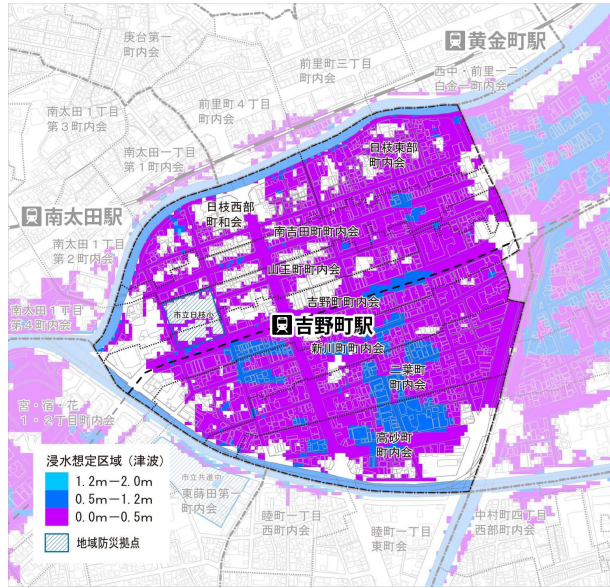 庚台第一
町内会
黄金町駅
前里町三丁目
町内会
西中・前里一二・
白金一町内会
南太田1丁目
第3町内会
前里町4丁目
町内会
南太田一丁目
第1町内会
日枝東部
町内会
南太田駅
日枝西部
町和会
南吉田町町内会
南太田1丁目
第2町内会
山王町町内会
南太田1丁目
第4町内会
市立日枝小
吉野町町内会
吉野町駅
新川町町内会
二葉町
町内会
宮・宿・花
1・2丁目町内会
高砂町
町内会
浸水想定区域(津波)
1.2m-2.0m
0.5m-1.2m
0.0m-0.5m
地域防災拠点
市立共進中
東蒔田第一
町内会
睦町一丁目
西町内会
睦町一丁目
東町会
中村町四丁目
西部町内会